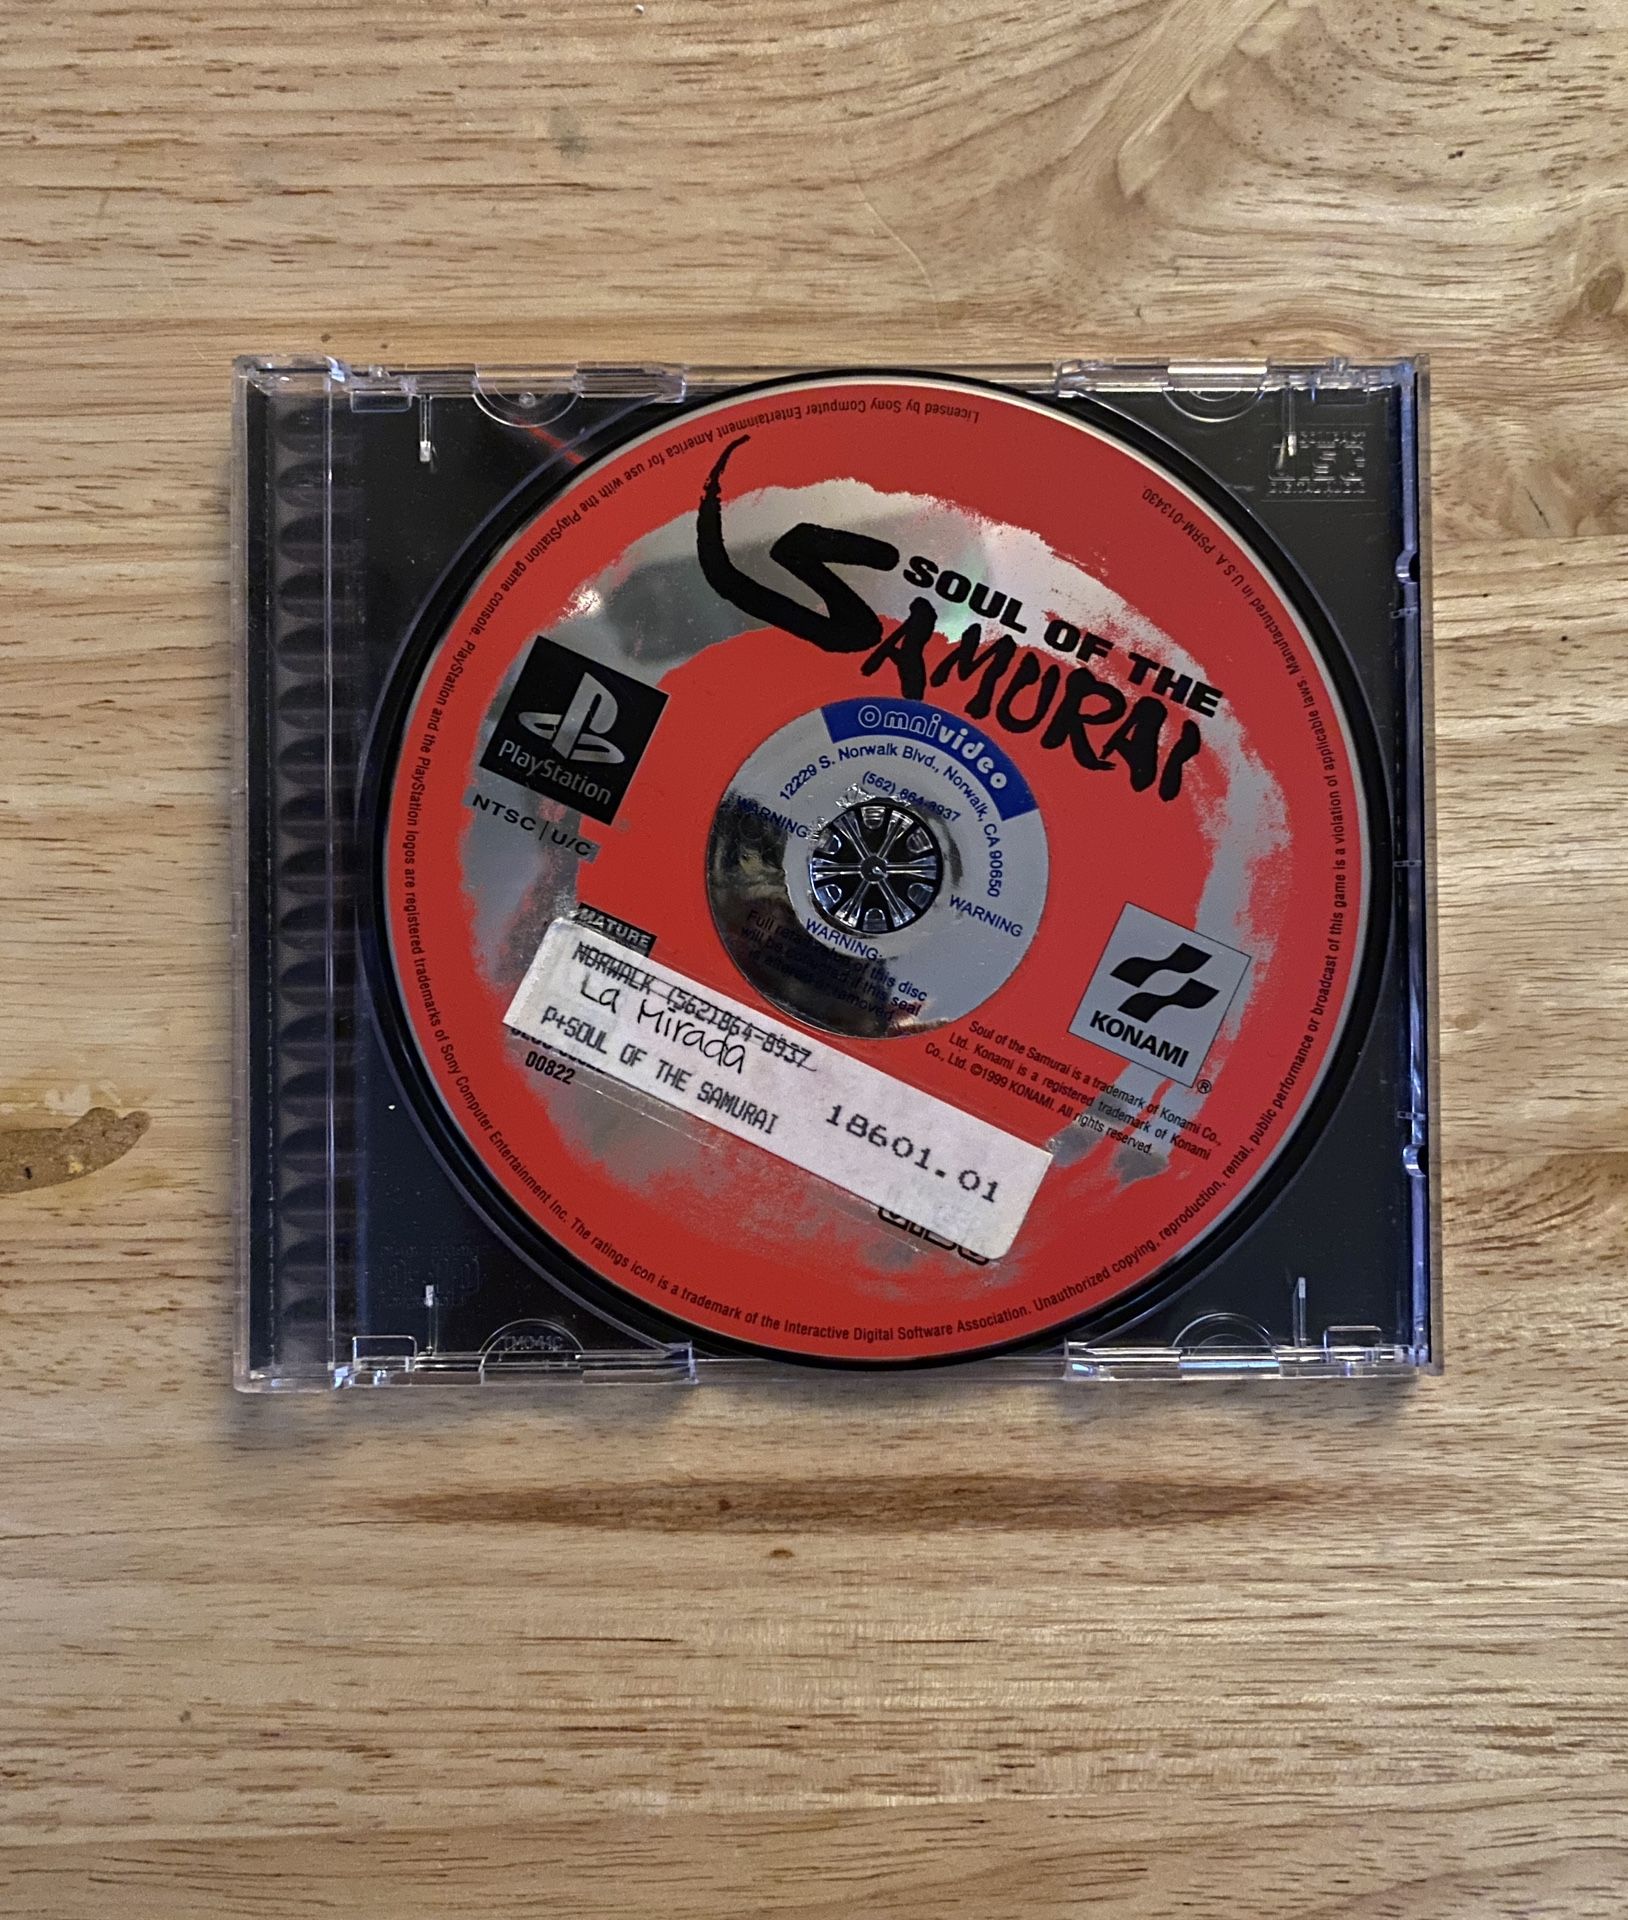 Licensed by Sony Computer Entertainment America for use with the PlayStation game console. PlayStation and the PlayStation logos are registered trademarks of Sony Computer Entertainment Inc. The ratings icon is a trademark of the Interactive Digital Software Association. Unauthorized copying, reproduction, rental, public performance or broadcast of this game is a violation of applicable laws. Manufactured in U.S.A. PSRM-013430.
SOUL OF THE
SAMURAI
PlayStation
NTSC U/C
Omnivideo
12229 S. Norwalk Blvd., Norwalk, CA 90650
(562) 864-8937
WARNING
WARNING
WARNING:
Full retail value of this disc
will be collected if this seal
is altered or removed
KONAMI®
Soul of the Samurai is a trademark of Konami Co.,
Ltd. Konami is a registered trademark of Konami
Co., Ltd. ©1999 KONAMI. All rights reserved.
MATURE
NORWALK (562)864-8937
La Mirada
P+SOUL OF THE SAMURAI
18601.01
00822